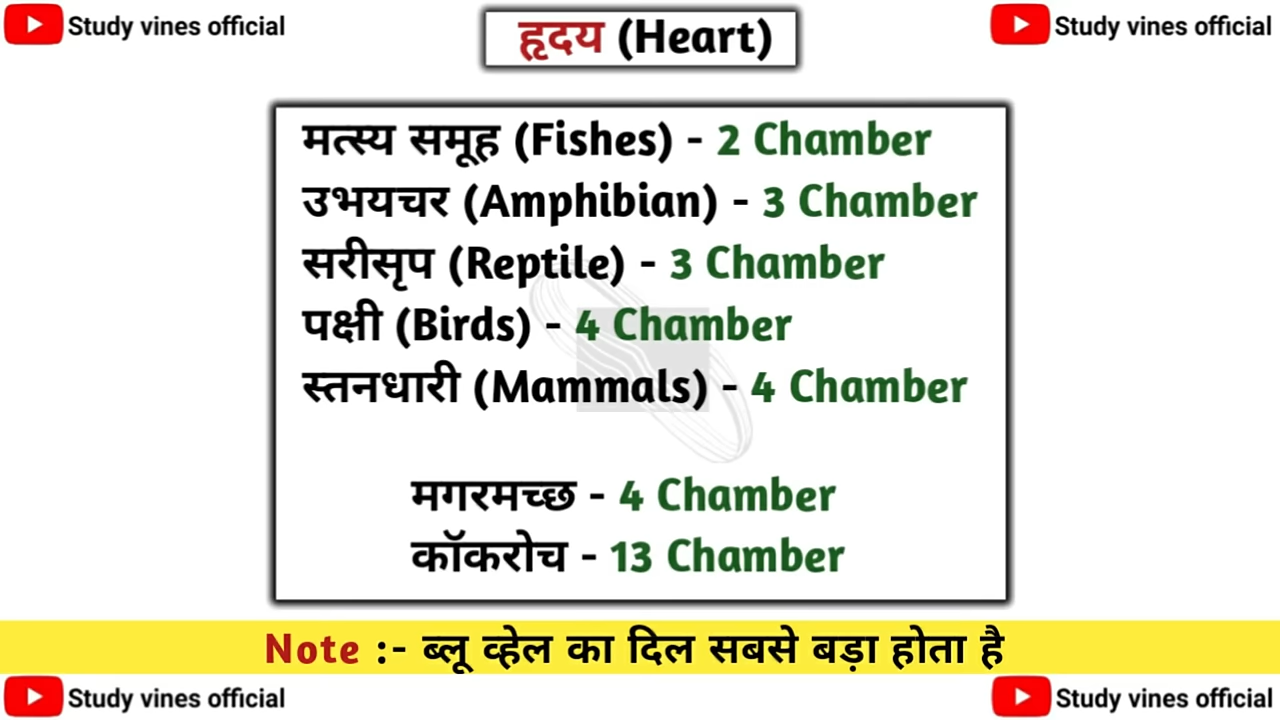 Study vines official
हृदय (Heart)
Study vines official
मत्स्य समूह (Fishes) - 2 Chamber
उभयचर (Amphibian) - 3 Chamber
सरीसृप (Reptile) - 3 Chamber
पक्षी (Birds) - 4 Chamber
स्तनधारी (Mammals) - 4 Chamber
मगरमच्छ - 4 Chamber
कॉकरोच - 13 Chamber
Note :- ब्लू व्हेल का दिल सबसे बड़ा होता है
Study vines official
Study vines official